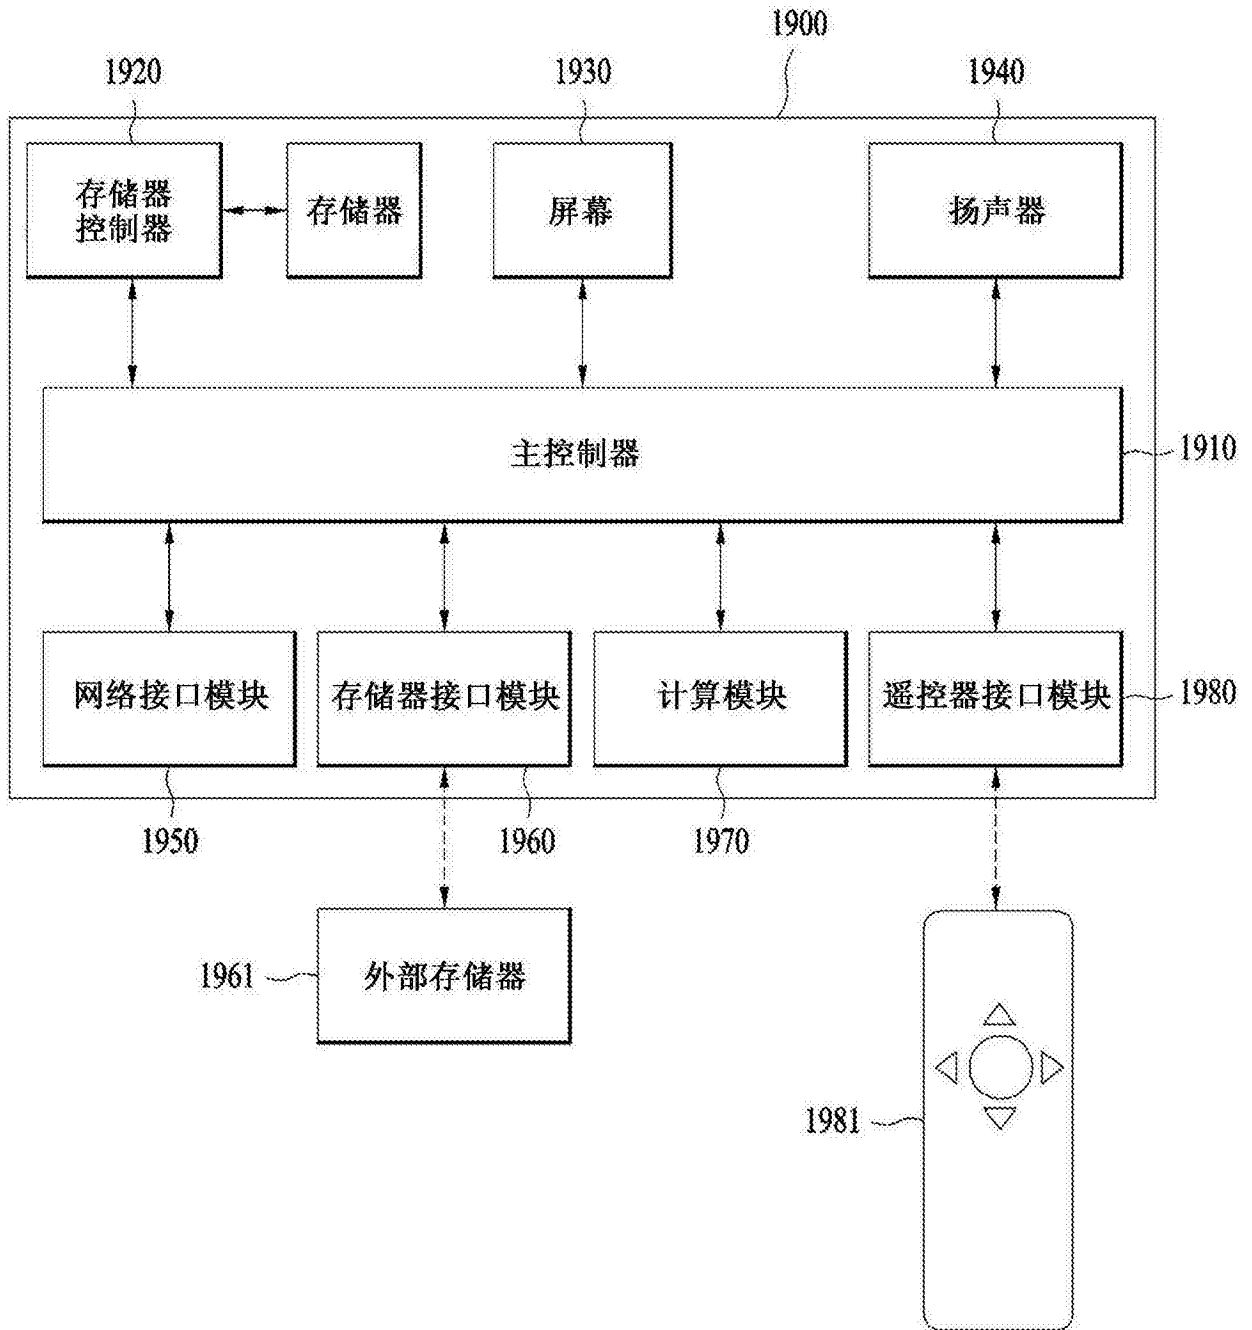 1900
1920
1930
1940
存储器
控制器
存储器
屏幕
扬声器
主控制器
1910
网络接口模块
存储器接口模块
计算模块
遥控器接口模块
1980
1950
1960
1970
1961
外部存储器
1981